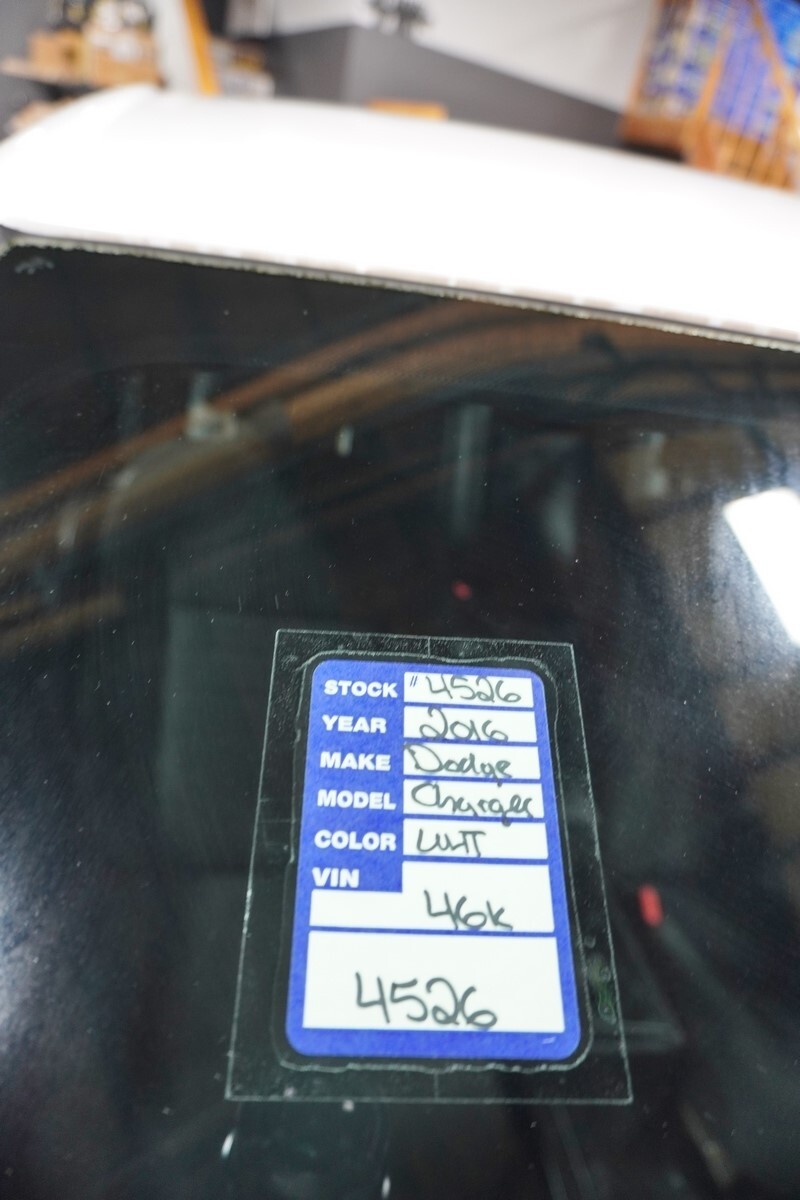 STOCK # 4526
YEAR 2016
MAKE Dodge
MODEL Charger
COLOR WHT
VIN
46k
4526